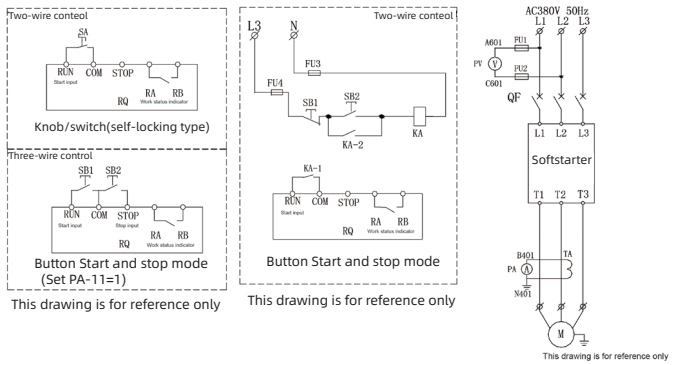 Two-wire conteol
SA
RUN COM STOP
Start input
RA RB
RQ Work status indicator
Knob/switch(self-locking type)
Three-wire control
SB1 SB2
RUN COM STOP
Start input Stop input
RA RB
RQ Work status indicator
Button Start and stop mode
(Set PA-11=1)
This drawing is for reference only
Two-wire conteol
L3 N
FU3
FU4
SB1 SB2
KA
KA-2
KA-1
RUN COM STOP
Start input
RA RB
RQ Work status indicator
Button Start and stop mode
This drawing is for reference only
AC380V 50Hz
L1 L2 L3
A601 FU1
PV V
FU2
C601
QF
L1 L2 L3
Softstarter
T1 T2 T3
B401 TA
PA A
N401
M
This drawing is for reference only